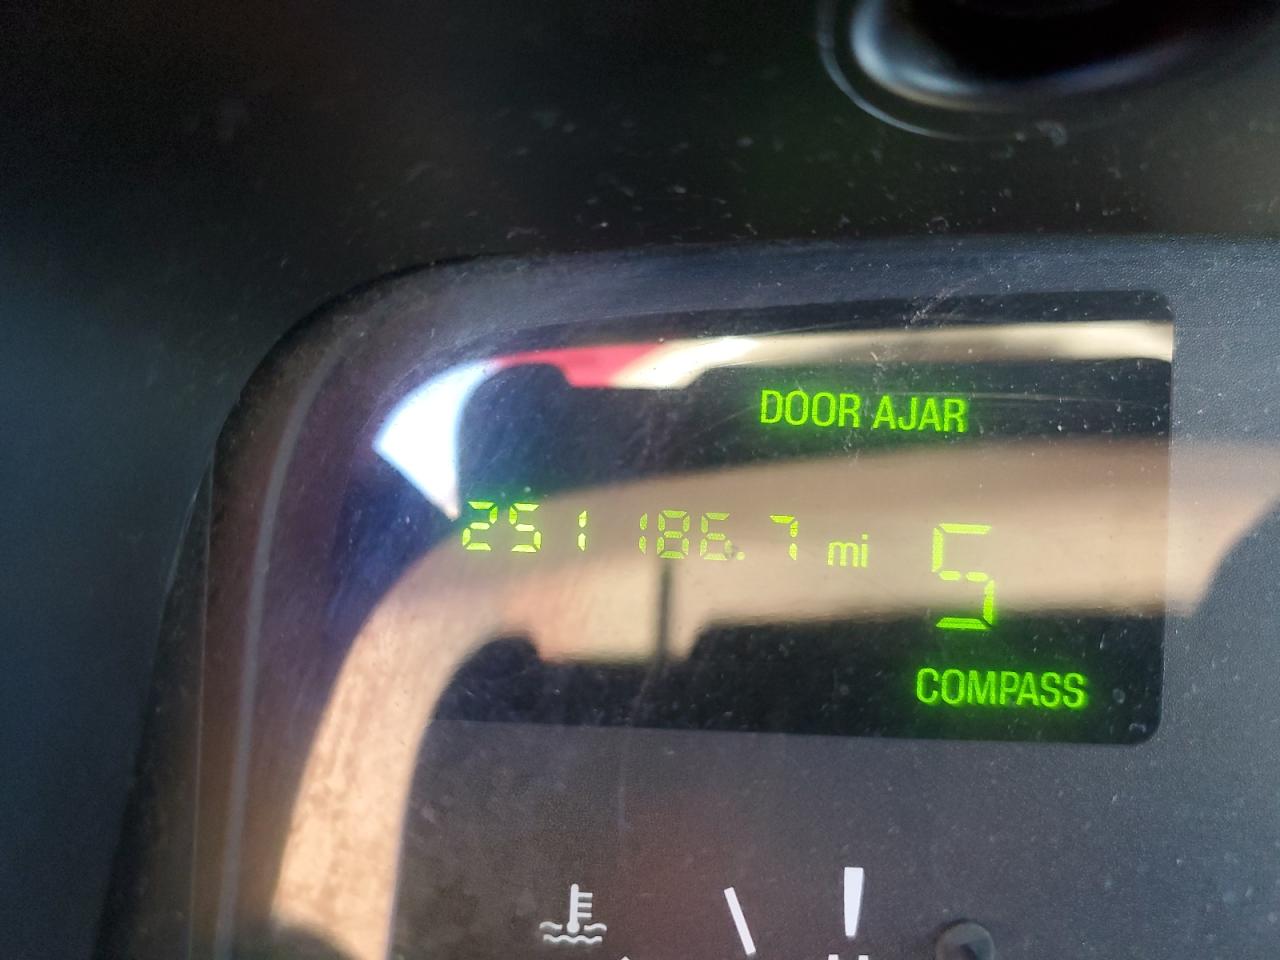 DOOR AJAR
251186.7 mi
S
COMPASS